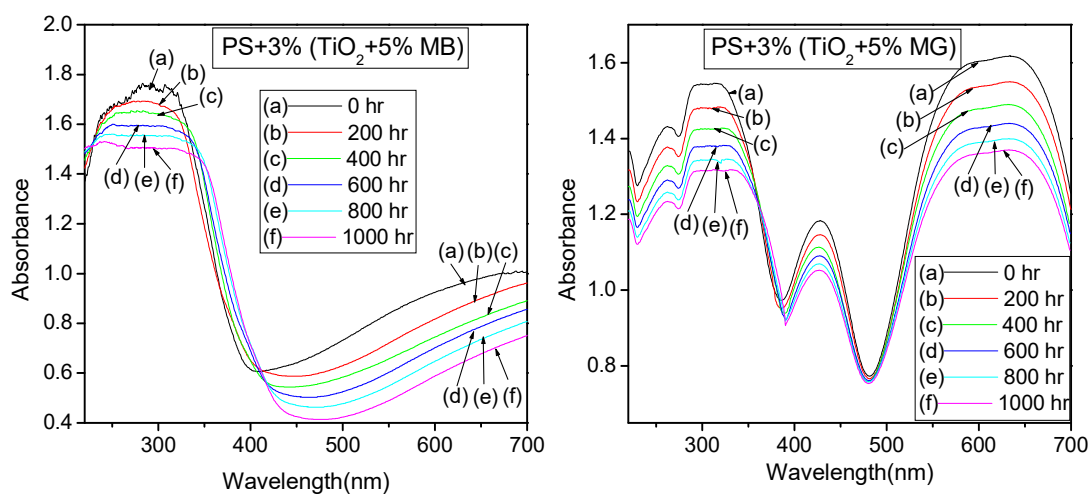 PS+3% (TiO₂+5% MB)
2.0
1.8
1.6
1.4
1.2
1.0
0.8
0.6
0.4
Absorbance
(a)
(b)
(c)
(d) (e) (f)
(a) 0 hr
(b) 200 hr
(c) 400 hr
(d) 600 hr
(e) 800 hr
(f) 1000 hr
(a) (b) (c)
(d) (e) (f)
300 400 500 600 700
Wavelength(nm)
PS+3% (TiO₂+5% MG)
1.6
1.4
1.2
1.0
0.8
Absorbance
(a)
(b)
(c)
(d) (e) (f)
(a)
(b)
(c)
(d) (e) (f)
(a) 0 hr
(b) 200 hr
(c) 400 hr
(d) 600 hr
(e) 800 hr
(f) 1000 hr
300 400 500 600 700
Wavelength(nm)